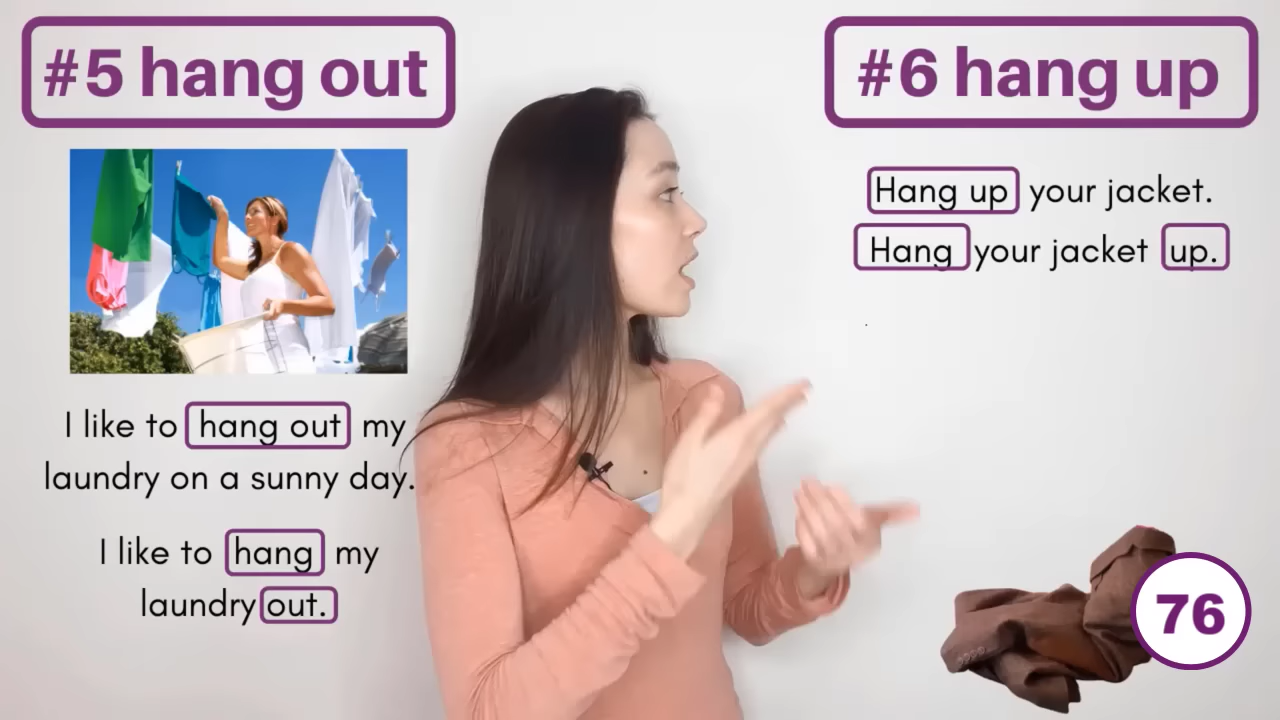 #5 hang out
I like to hang out my
laundry on a sunny day.
I like to hang my
laundry out.
#6 hang up
Hang up your jacket.
Hang your jacket up.
76